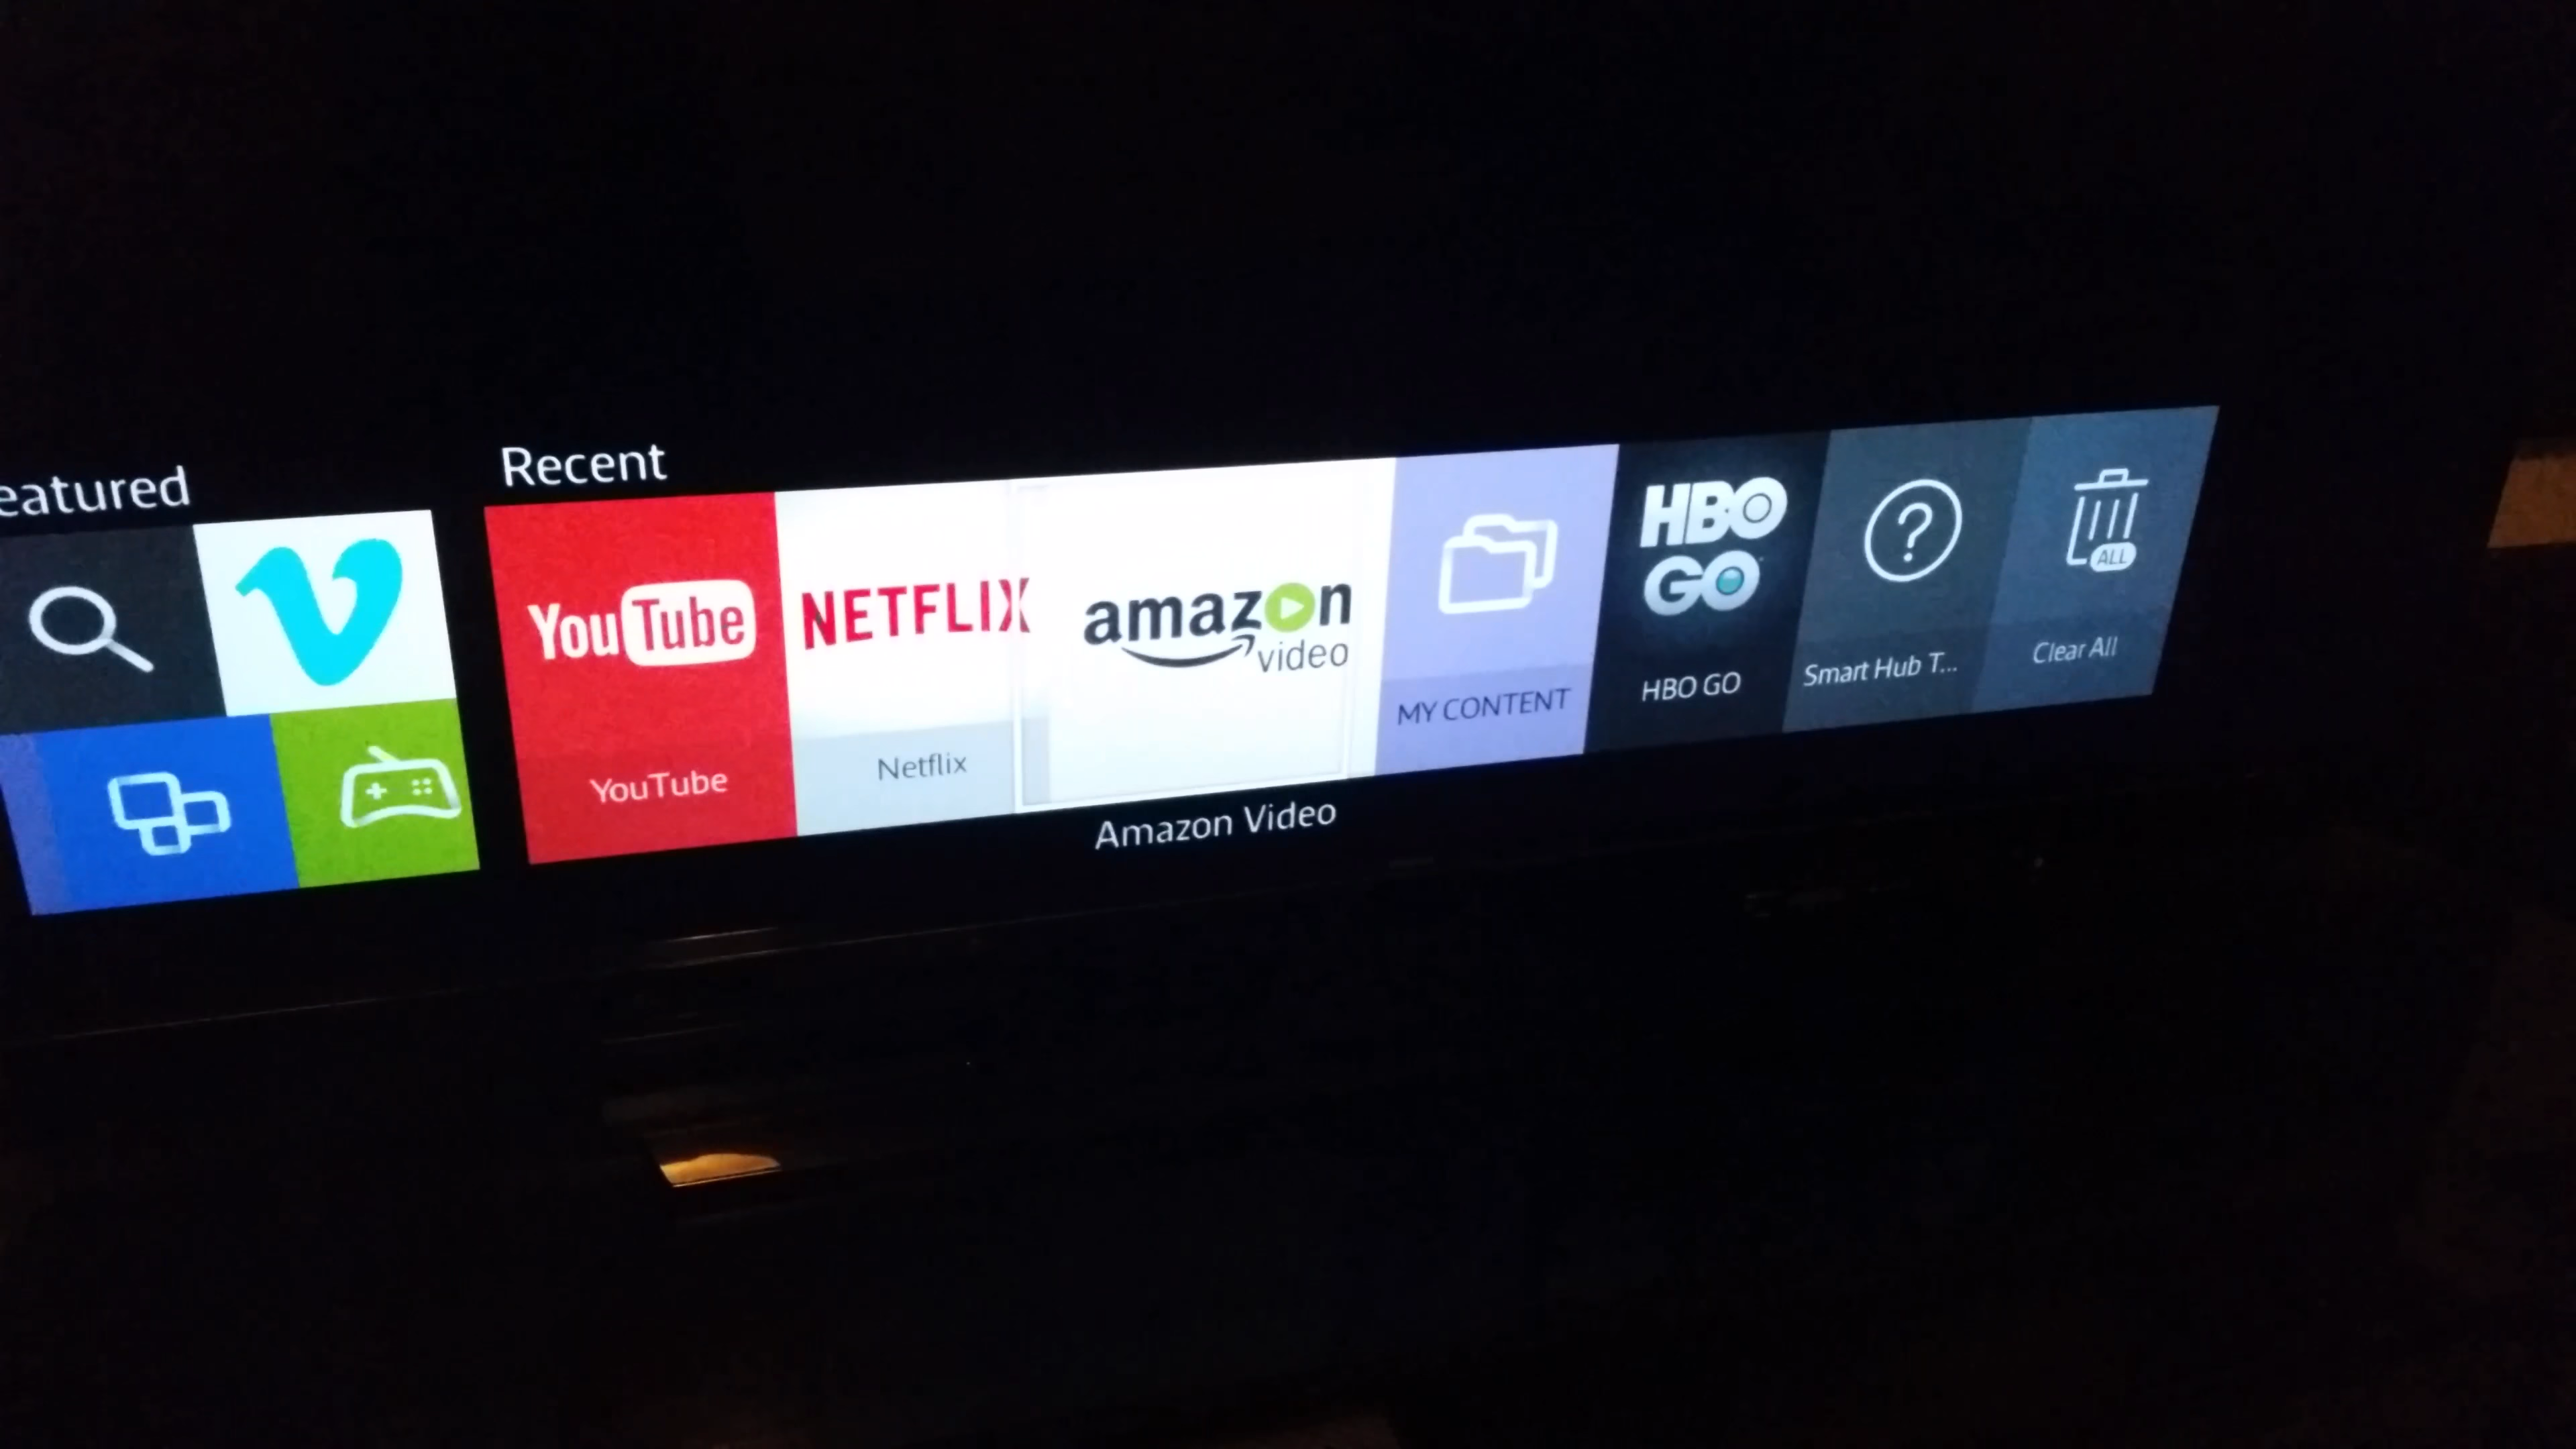 eatured
Recent
YouTube
YouTube
NETFLIX
Netflix
amazon
video
Amazon Video
MY CONTENT
HBO
GO
HBO GO
?
Smart Hub T...
ALL
Clear All